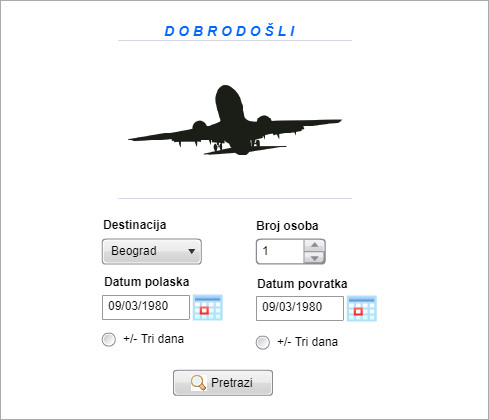 DOBRODOŠLI
Destinacija
Broj osoba
Beograd
1
Datum polaska
Datum povratka
09/03/1980
09/03/1980
+/- Tri dana
+/- Tri dana
Pretrazi